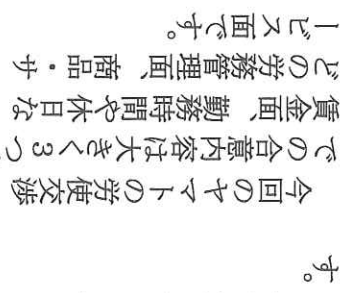 す。
今回のヤマトの労使交渉
での合意内容は大きく3つ
賃金面、勤務時間や休日な
どの労務管理面、商品・サ
ービス面です。